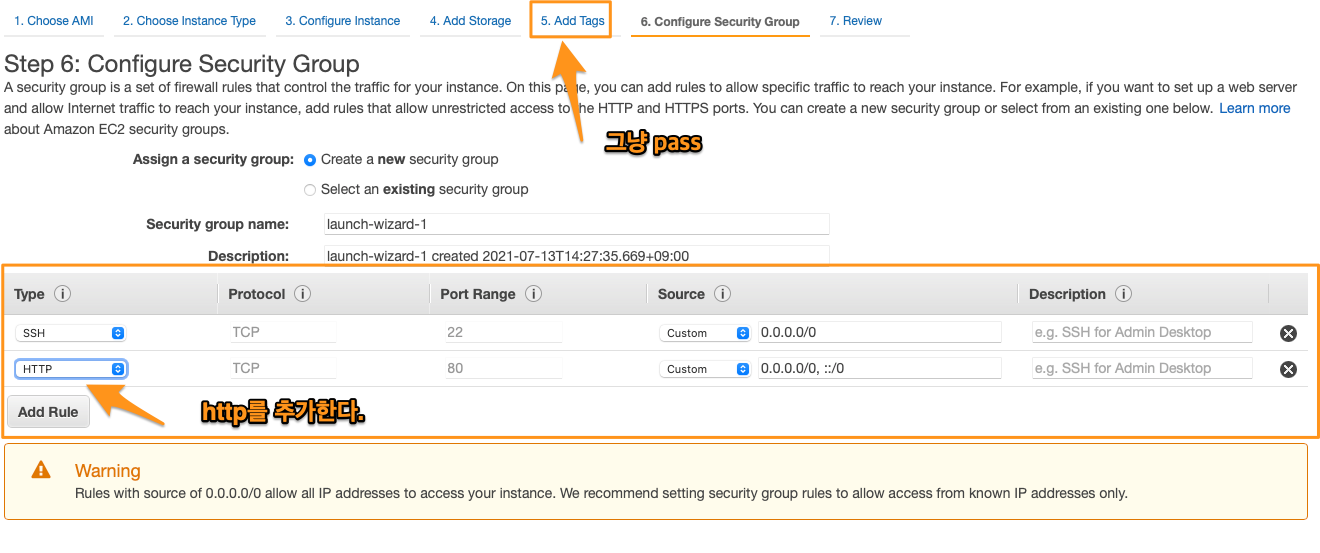 1. Choose AMI 2. Choose Instance Type 3. Configure Instance 4. Add Storage 5. Add Tags 6. Configure Security Group 7. Review
Step 6: Configure Security Group
A security group is a set of firewall rules that control the traffic for your instance. On this page, you can add rules to allow specific traffic to reach your instance. For example, if you want to set up a web server
and allow Internet traffic to reach your instance, add rules that allow unrestricted access to the HTTP and HTTPS ports. You can create a new security group or select from an existing one below. Learn more
about Amazon EC2 security groups.
그냥 pass
Assign a security group: Create a new security group
Select an existing security group
Security group name: launch-wizard-1
Description: launch-wizard-1 created 2021-07-13T14:27:35.669+09:00
Type i Protocol i Port Range i Source i Description i
SSH TCP 22 Custom 0.0.0.0/0 e.g. SSH for Admin Desktop
HTTP TCP 80 Custom 0.0.0.0/0, ::/0 e.g. SSH for Admin Desktop
Add Rule
http를 추가한다.
Warning
Rules with source of 0.0.0.0/0 allow all IP addresses to access your instance. We recommend setting security group rules to allow access from known IP addresses only.